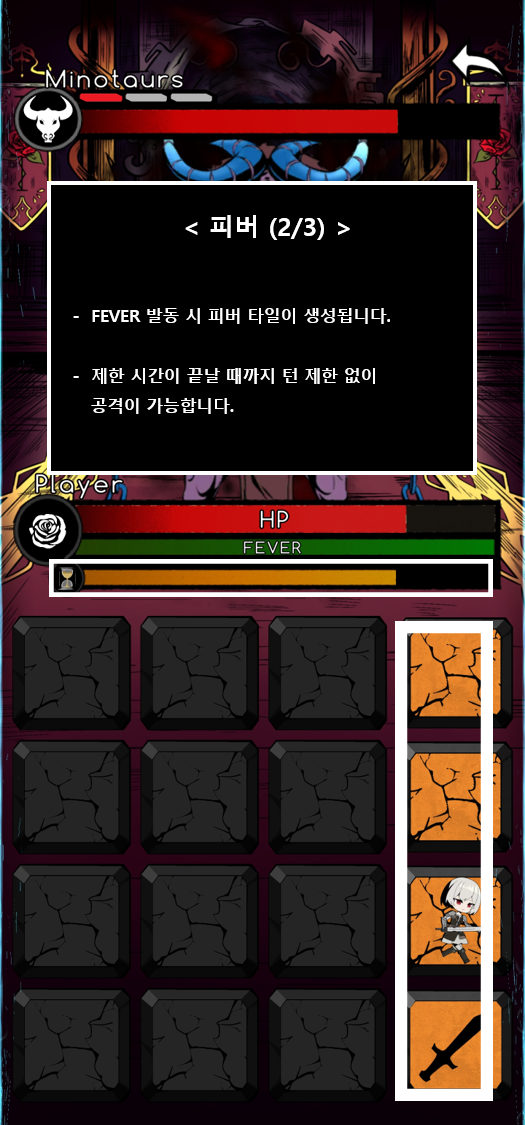 Minotaurs
< 피버 (2/3) >
- FEVER 발동 시 피버 타일이 생성됩니다.
- 제한 시간이 끝날 때까지 턴 제한 없이
공격이 가능합니다.
Player
HP
FEVER